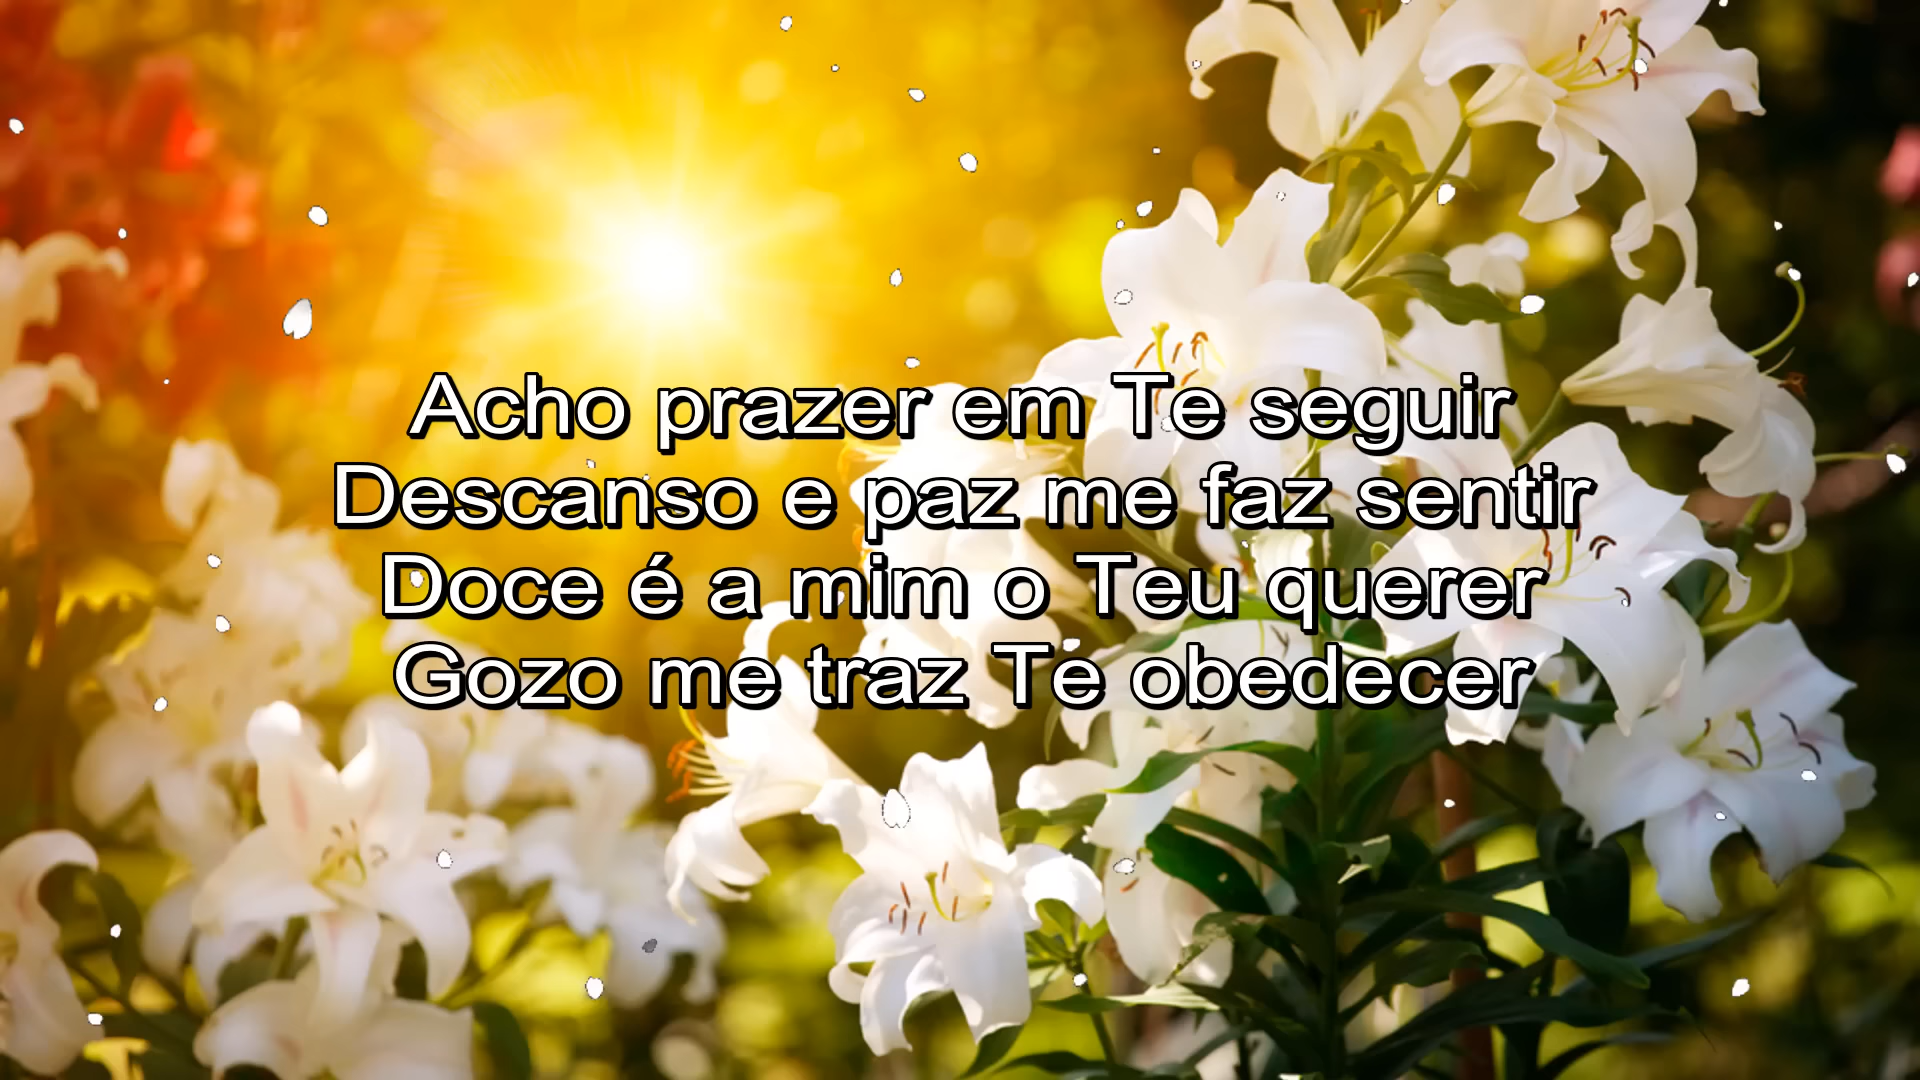 Acho prazer em Te seguir
Descanso e paz me faz sentir
Doce é a mim o Teu querer
Gozo me traz Te obedecer